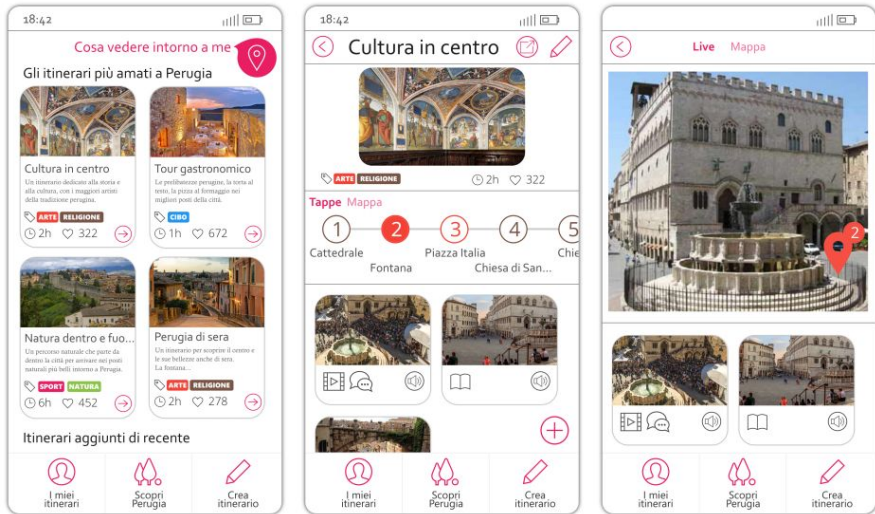 18:42
Cosa vedere intorno a me
Gli itinerari più amati a Perugia
Cultura in centro
Un itinerario dedicato alla storia e
alla cultura, con i maggiori artisti
della tradizione perugina.
ARTE RELIGIONE
2h 322
Tour gastronomico
Le prelibatezze perugine, la torta al
testo, la pizza al formaggio nei
migliori posti della città.
CIBO
1h 672
Natura dentro e fuo...
Un percorso naturale che parte da
dentro la città per arrivare nei posti
naturali più belli intorno a Perugia.
SPORT NATURA
6h 452
Perugia di sera
Un itinerario per scoprire il centro e
le sue bellezze anche di sera.
La fontana...
ARTE RELIGIONE
2h 278
Itinerari aggiunti di recente
I miei
itinerari
Scopri
Perugia
Crea
itinerario
18:42
Cultura in centro
ARTE RELIGIONE
2h 322
Tappe Mappa
1 2 3 4 5
Cattedrale
Fontana
Piazza Italia
Chiesa di San...
Chie
I miei
itinerari
Scopri
Perugia
Crea
itinerario
Live Mappa
2
I miei
itinerari
Scopri
Perugia
Crea
itinerario